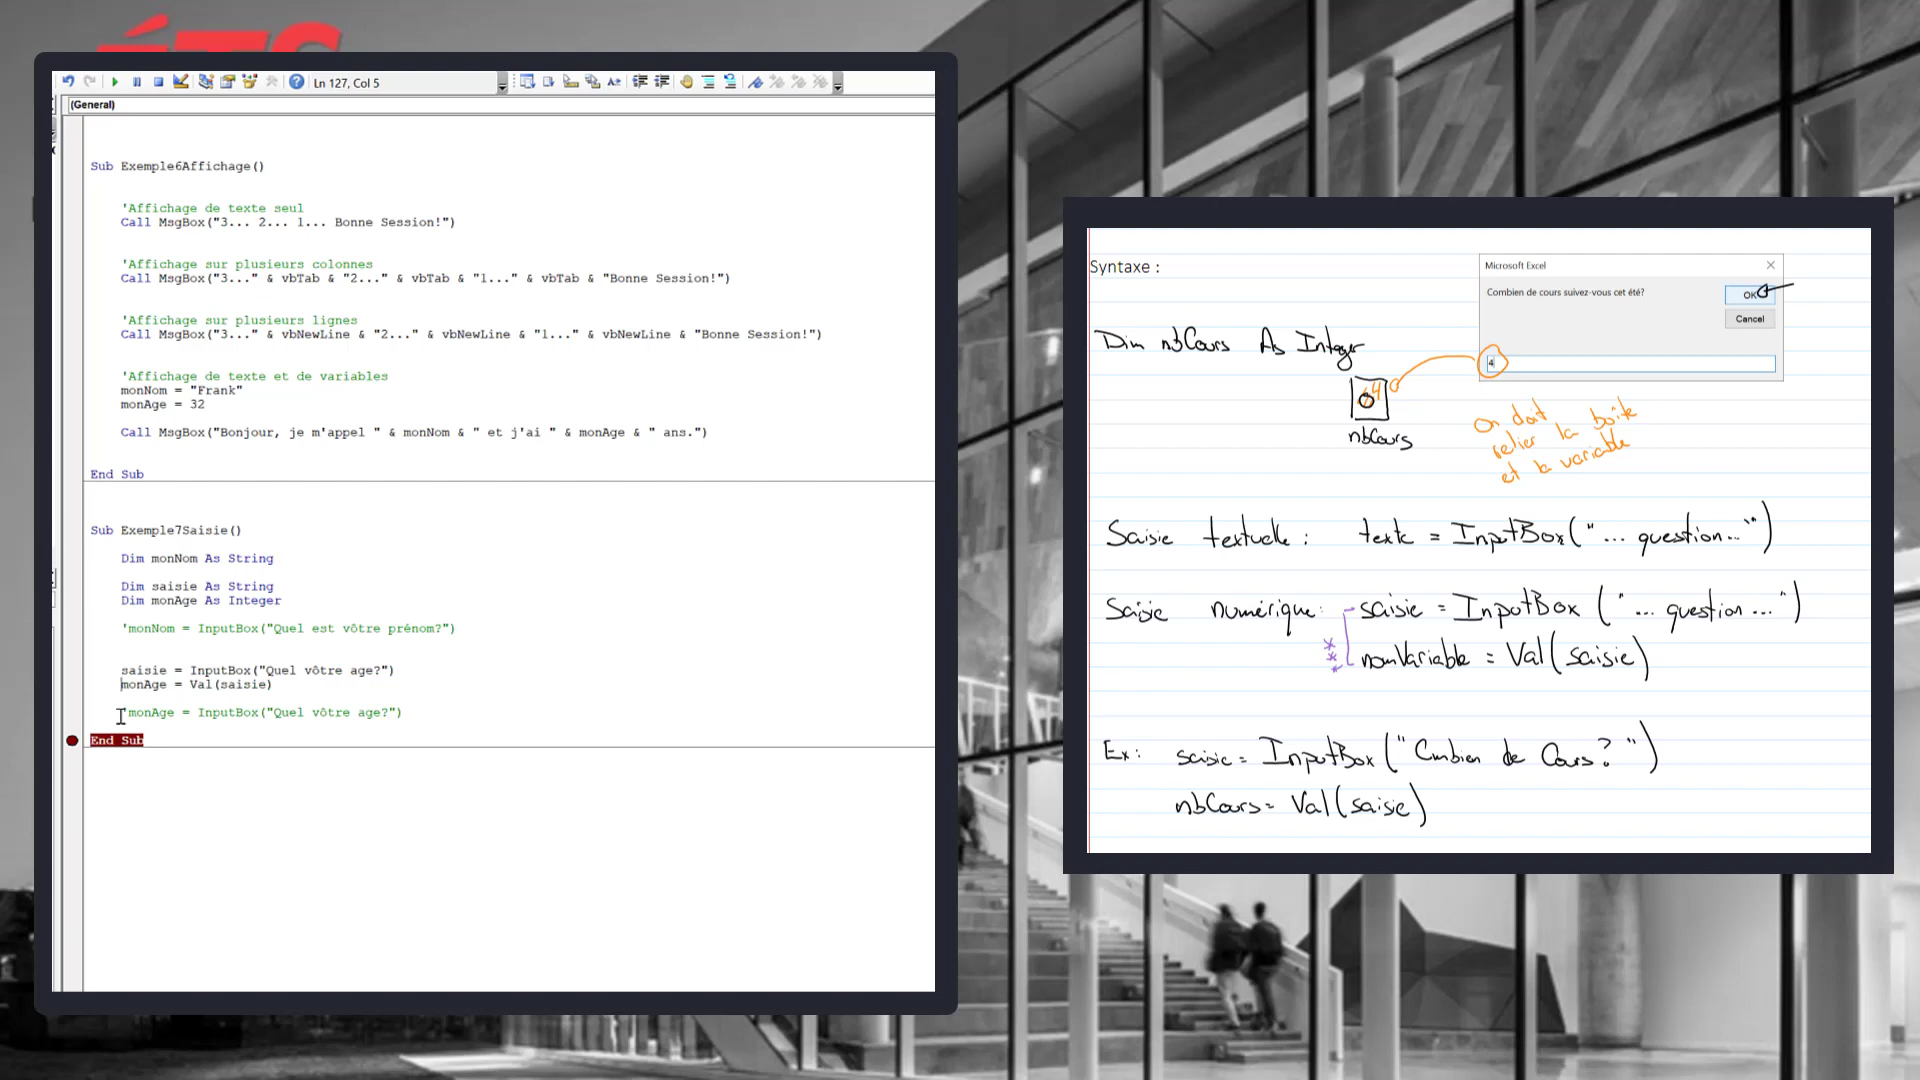 ÉTS
Ln 127, Col 5
(General)
Sub Exemple6Affichage()
'Affichage de texte seul
Call MsgBox("3... 2... 1... Bonne Session!")
'Affichage sur plusieurs colonnes
Call MsgBox("3..." & vbTab & "2..." & vbTab & "1..." & vbTab & "Bonne Session!")
'Affichage sur plusieurs lignes
Call MsgBox("3..." & vbNewLine & "2..." & vbNewLine & "1..." & vbNewLine & "Bonne Session!")
'Affichage de texte et de variables
monNom = "Frank"
monAge = 32
Call MsgBox("Bonjour, je m'appel " & monNom & " et j'ai " & monAge & " ans.")
End Sub
Sub Exemple7Saisie()
Dim monNom As String
Dim saisie As String
Dim monAge As Integer
'monNom = InputBox("Quel est vôtre prénom?")
saisie = InputBox("Quel vôtre age?")
monAge = Val(saisie)
'monAge = InputBox("Quel vôtre age?")
End Sub
Syntaxe :
Microsoft Excel
Combien de cours suivez-vous cet été?
OK
Cancel
4
Dim nbCours As Integer
4
nbCours
On doit
relier la boîte
et la variable
Saisie textuelle : texte = InputBox("... question...")
Saisie numérique: saisie = InputBox ("... question ...")
nomVariable = Val(saisie)
Ex: saisie = InputBox("Cmbien de Cours?")
nbCours= Val(saisie)